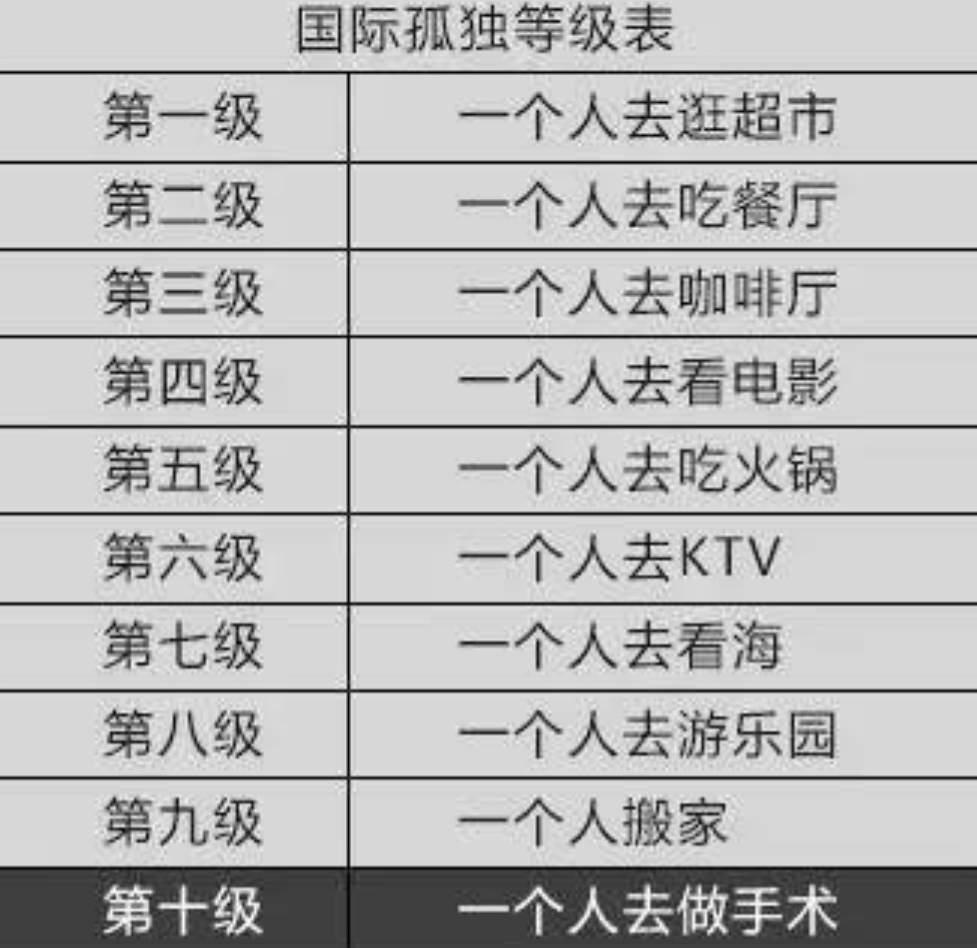 国际孤独等级表
第一级 一个人去逛超市
第二级 一个人去吃餐厅
第三级 一个人去咖啡厅
第四级 一个人去看电影
第五级 一个人去吃火锅
第六级 一个人去KTV
第七级 一个人去看海
第八级 一个人去游乐园
第九级 一个人搬家
第十级 一个人去做手术